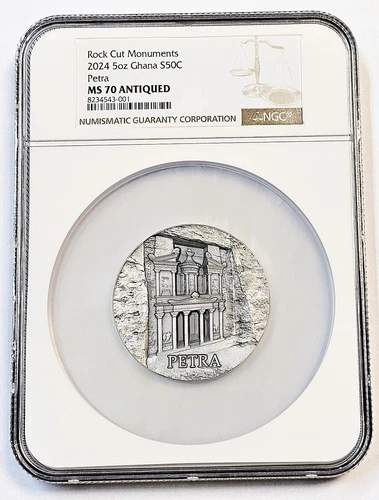 Rock Cut Monuments
2024 5oz Ghana S50C
Petra
MS 70 ANTIQUED
8234543-001
NUMISMATIC GUARANTY CORPORATION
NGC®
PETRA